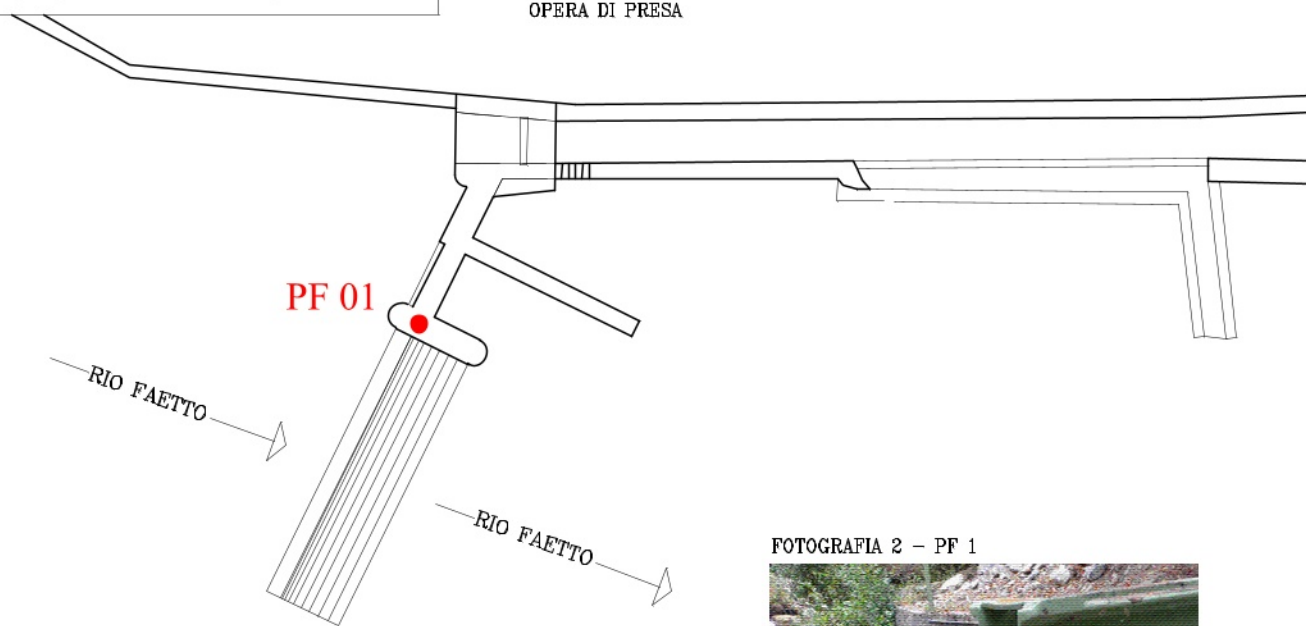 OPERA DI PRESA
PF 01
RIO FAETTO
RIO FAETTO
FOTOGRAFIA 2 - PF 1